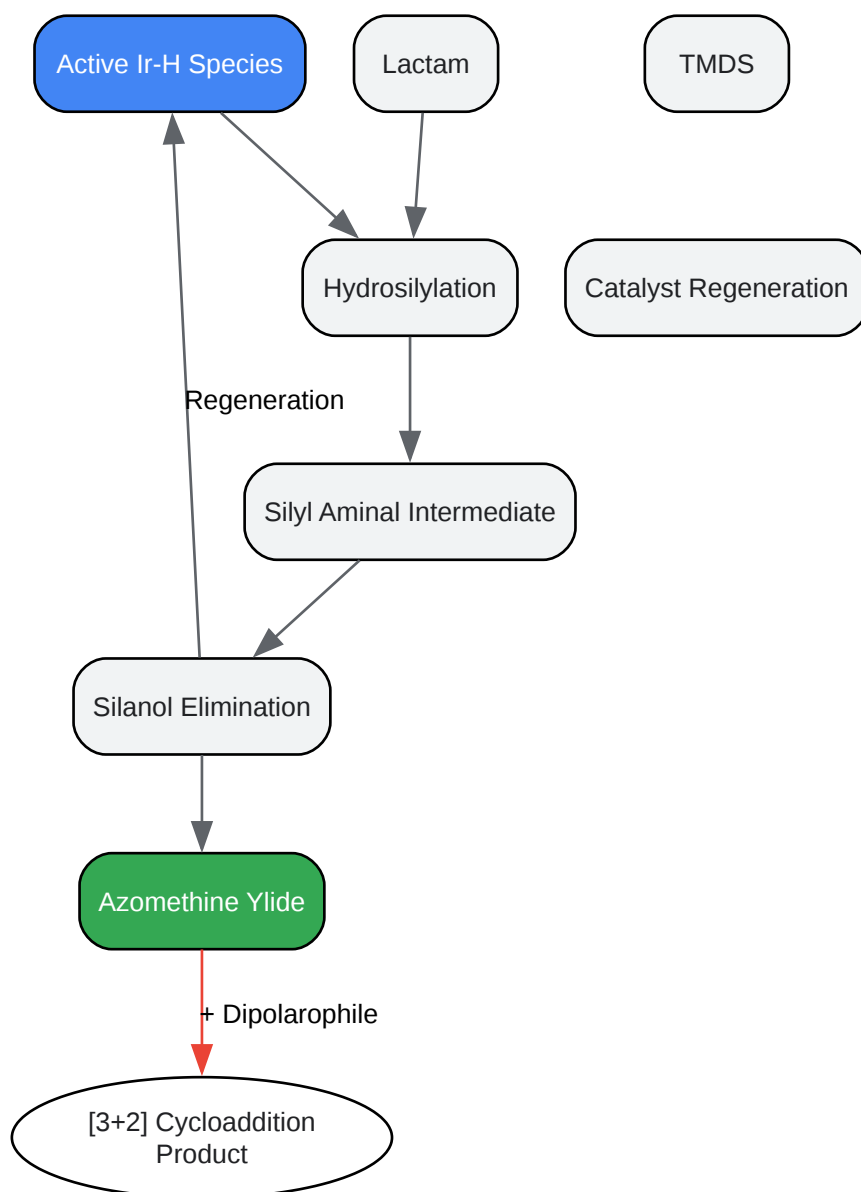 Active Ir-H Species
Lactam
TMDS
Hydrosilylation
Catalyst Regeneration
Regeneration
Silyl Aminal Intermediate
Silanol Elimination
Azomethine Ylide
+ Dipolarophile
[3+2] Cycloaddition
Product